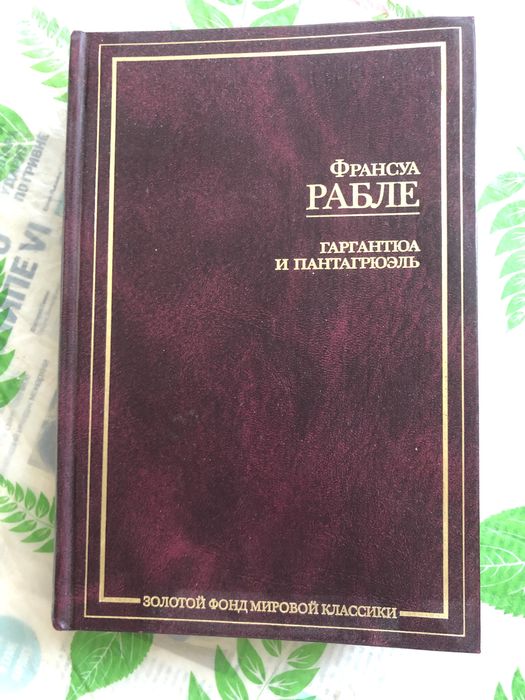 ФРАНСУА
РАБЛЕ
ГАРГАНТЮА
И ПАНТАГРЮЭЛЬ
ЗОЛОТОЙ ФОНД МИРОВОЙ КЛАССИКИ